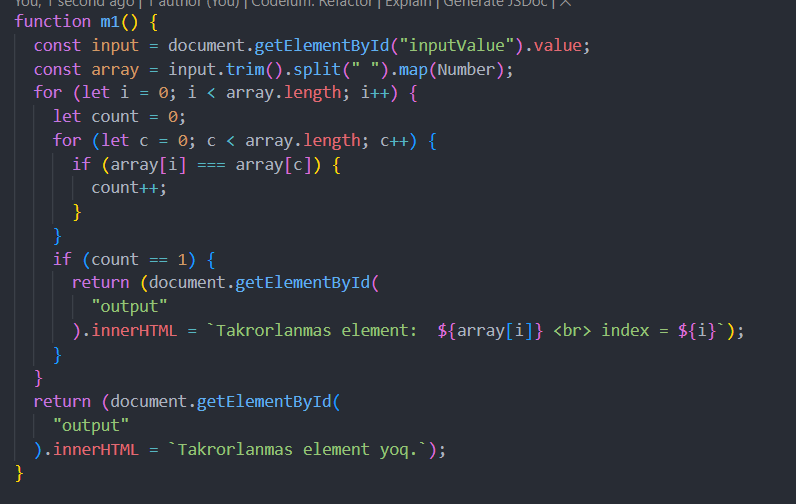 You, 1 second ago | 1 author (You) | Codeium: Refactor | Explain | Generate JSDoc | ✕
function m1() {
  const input = document.getElementById("inputValue").value;
  const array = input.trim().split(" ").map(Number);
  for (let i = 0; i < array.length; i++) {
    let count = 0;
    for (let c = 0; c < array.length; c++) {
      if (array[i] === array[c]) {
        count++;
      }
    }
    if (count == 1) {
      return (document.getElementById(
        "output"
      ).innerHTML = `Takrorlanmas element:  ${array[i]} <br> index = ${i}`);
    }
  }
  return (document.getElementById(
    "output"
  ).innerHTML = `Takrorlanmas element yoq.`);
}